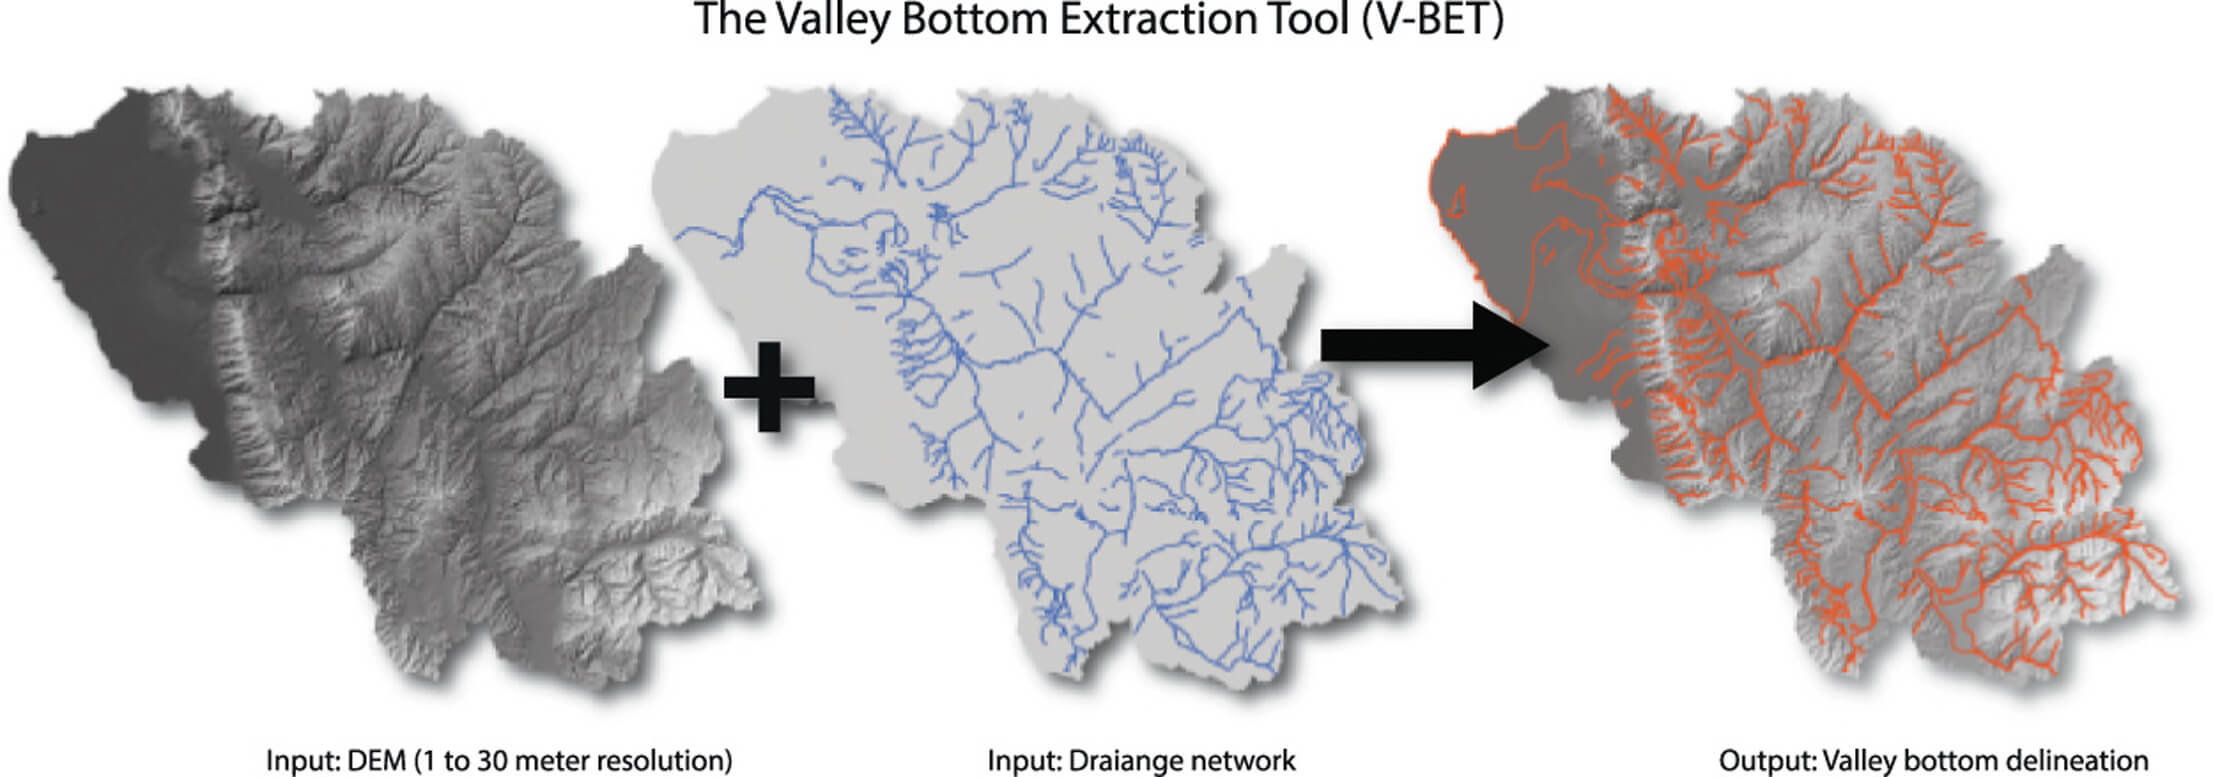 The Valley Bottom Extraction Tool (V-BET)
Input: DEM (1 to 30 meter resolution)
Input: Draiange network
Output: Valley bottom delineation